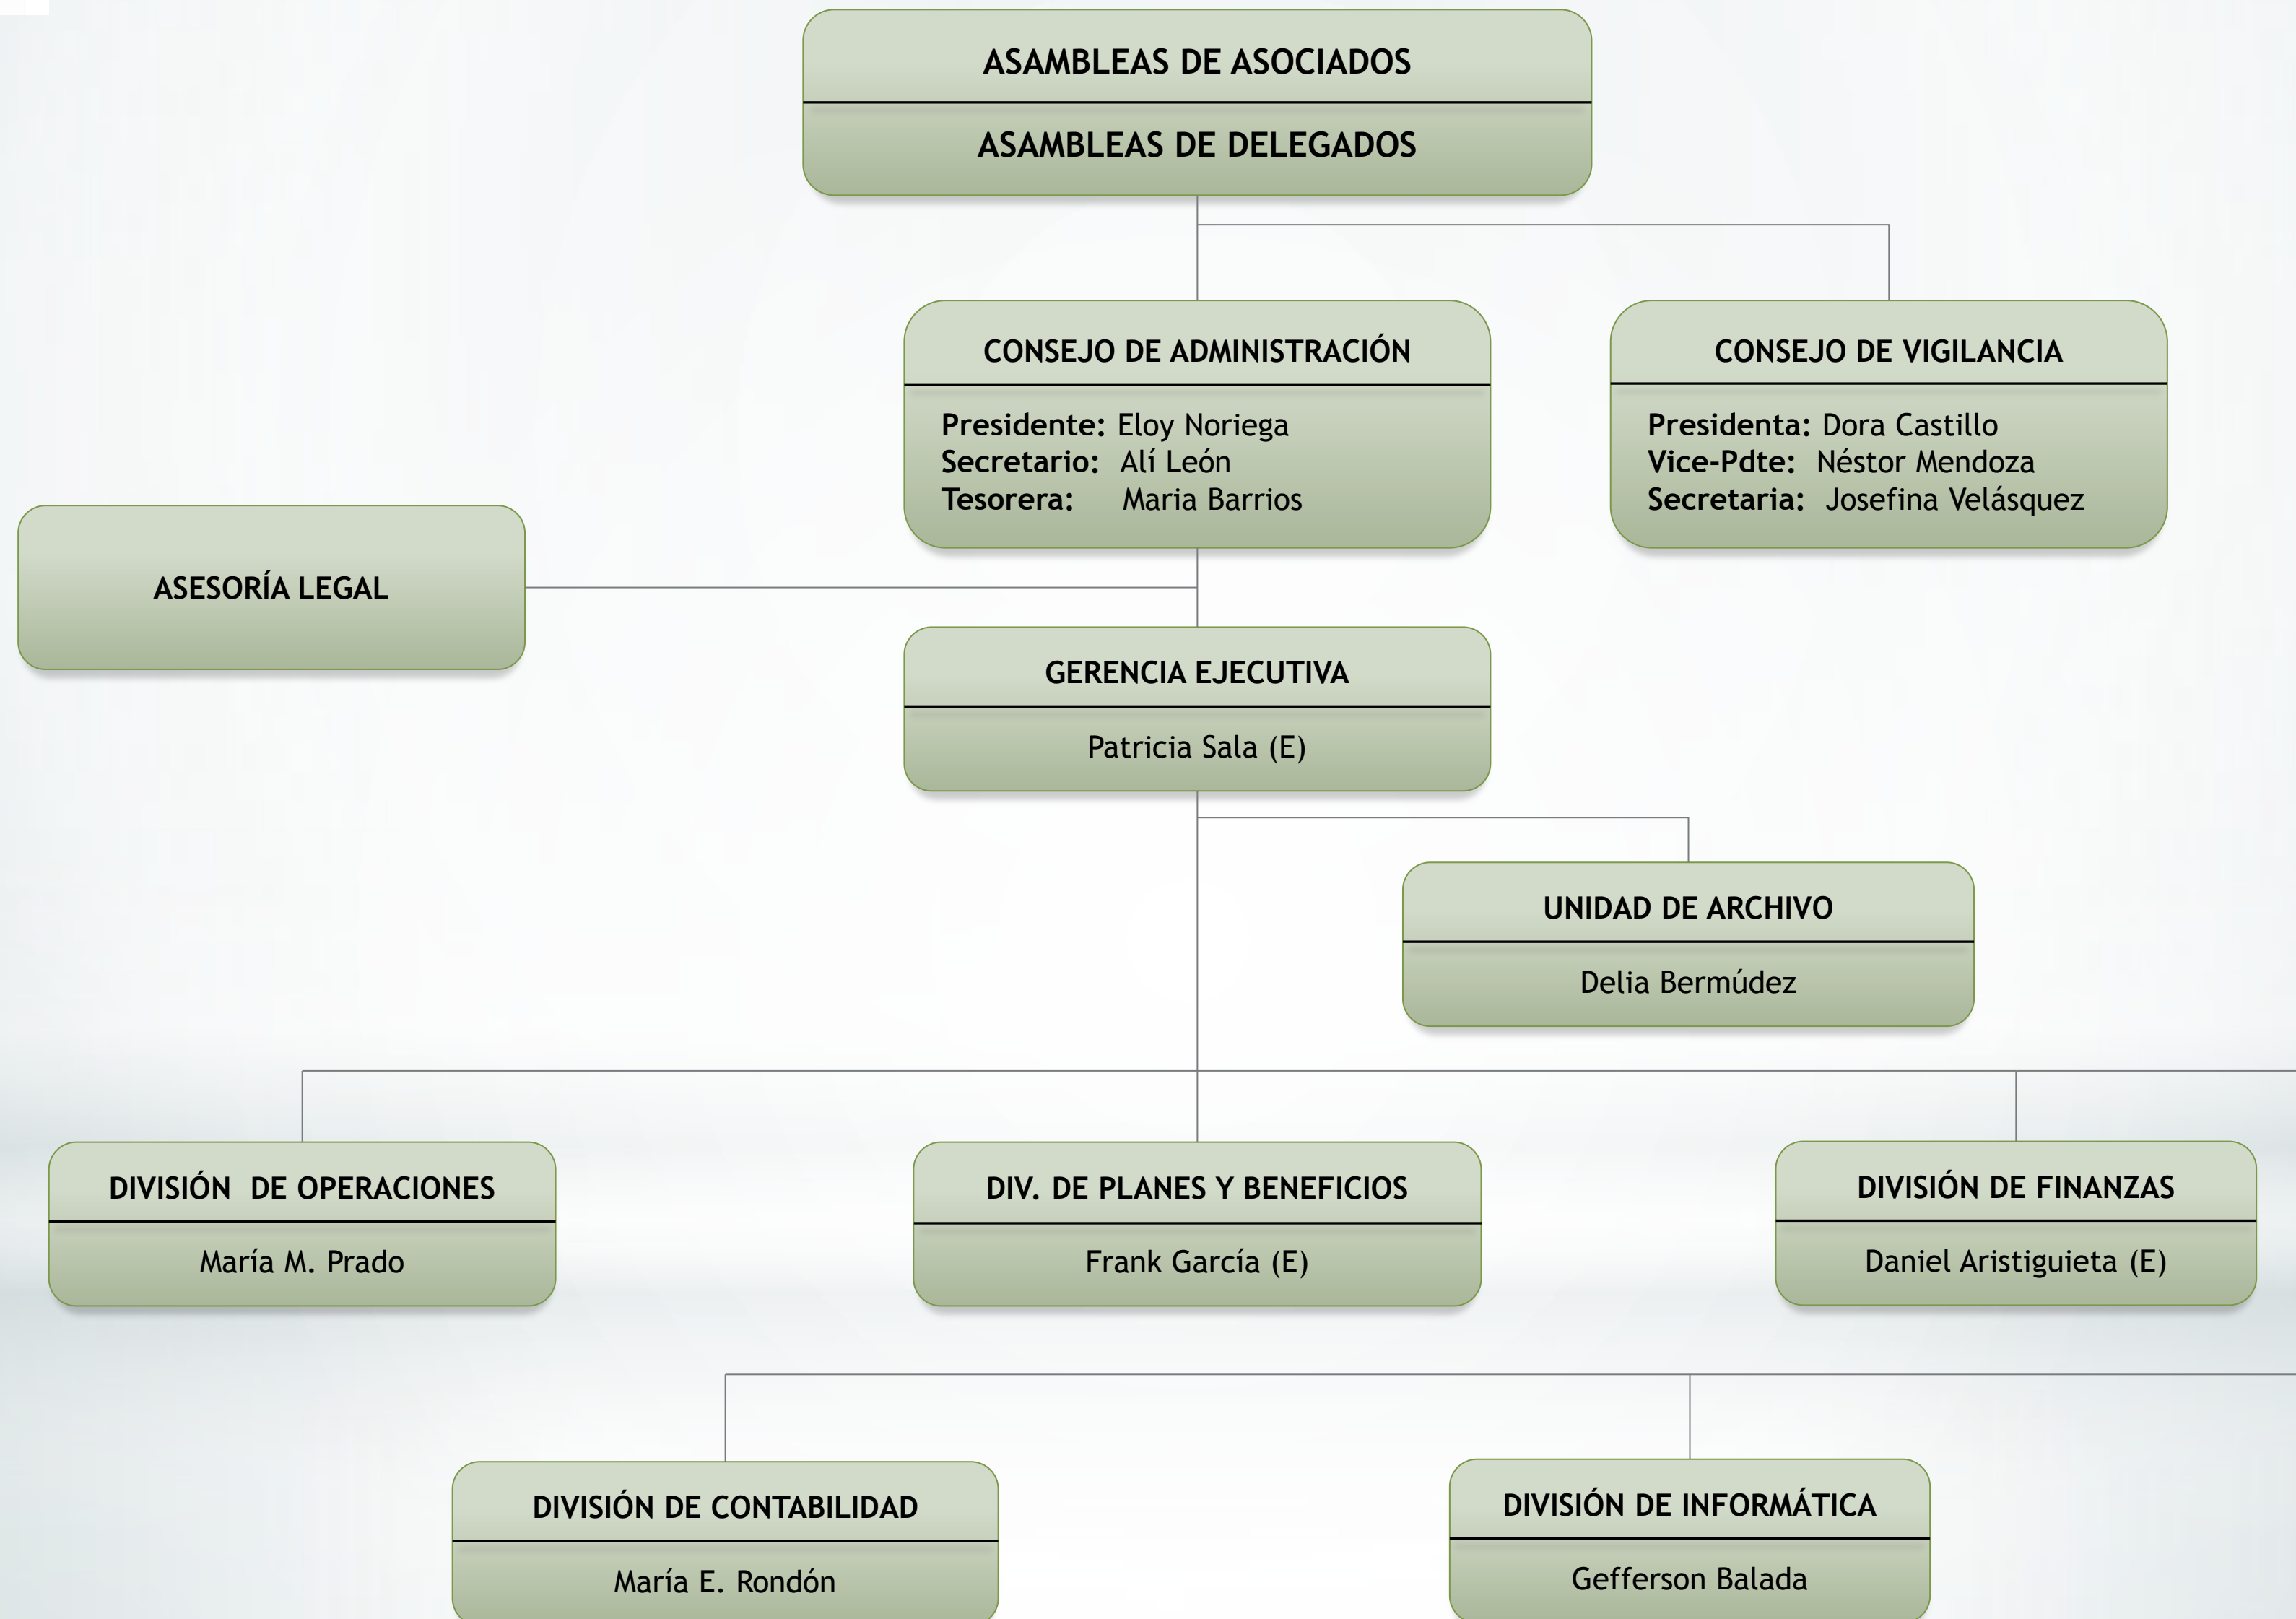 ASAMBLEAS DE ASOCIADOS
ASAMBLEAS DE DELEGADOS
CONSEJO DE ADMINISTRACIÓN
Presidente: Eloy Noriega
Secretario: Alí León
Tesorera: Maria Barrios
CONSEJO DE VIGILANCIA
Presidenta: Dora Castillo
Vice-Pdte: Néstor Mendoza
Secretaria: Josefina Velásquez
ASESORÍA LEGAL
GERENCIA EJECUTIVA
Patricia Sala (E)
UNIDAD DE ARCHIVO
Delia Bermúdez
DIVISIÓN DE OPERACIONES
María M. Prado
DIV. DE PLANES Y BENEFICIOS
Frank García (E)
DIVISIÓN DE FINANZAS
Daniel Aristiguieta (E)
DIVISIÓN DE CONTABILIDAD
María E. Rondón
DIVISIÓN DE INFORMÁTICA
Gefferson Balada